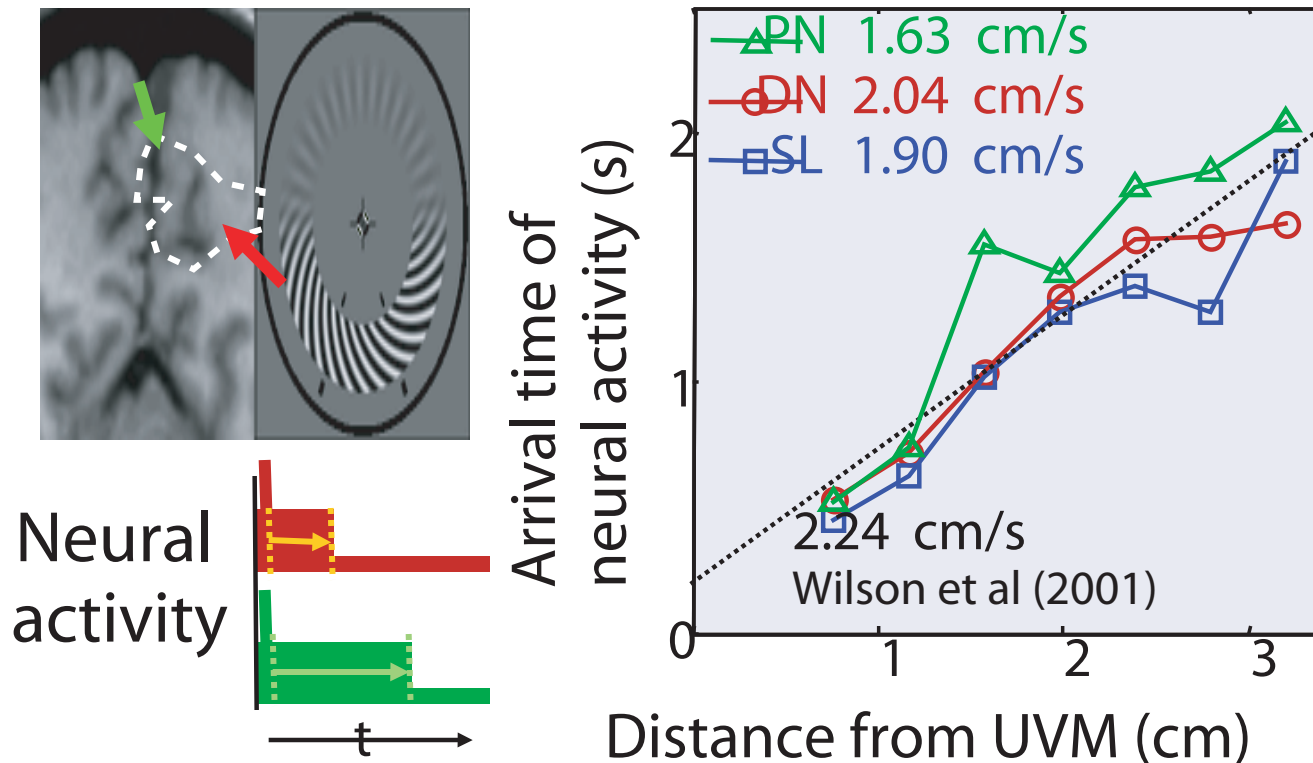 PN 1.63 cm/s
DN 2.04 cm/s
SL 1.90 cm/s
Arrival time of
neural activity (s)
2
1
0
1
2
3
2.24 cm/s
Wilson et al (2001)
Distance from UVM (cm)
Neural
activity
t